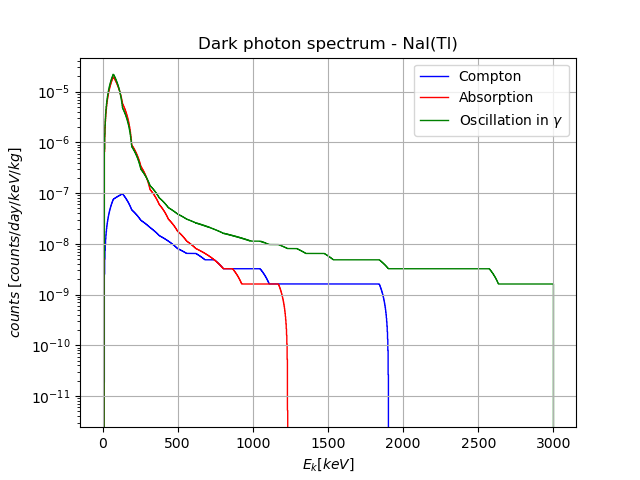 Dark photon spectrum - NaI(Tl)
Compton
Absorption
Oscillation in γ
counts [counts/day/keV/kg]
10⁻⁵
10⁻⁶
10⁻⁷
10⁻⁸
10⁻⁹
10⁻¹⁰
10⁻¹¹
0 500 1000 1500 2000 2500 3000
Eₖ[keV]